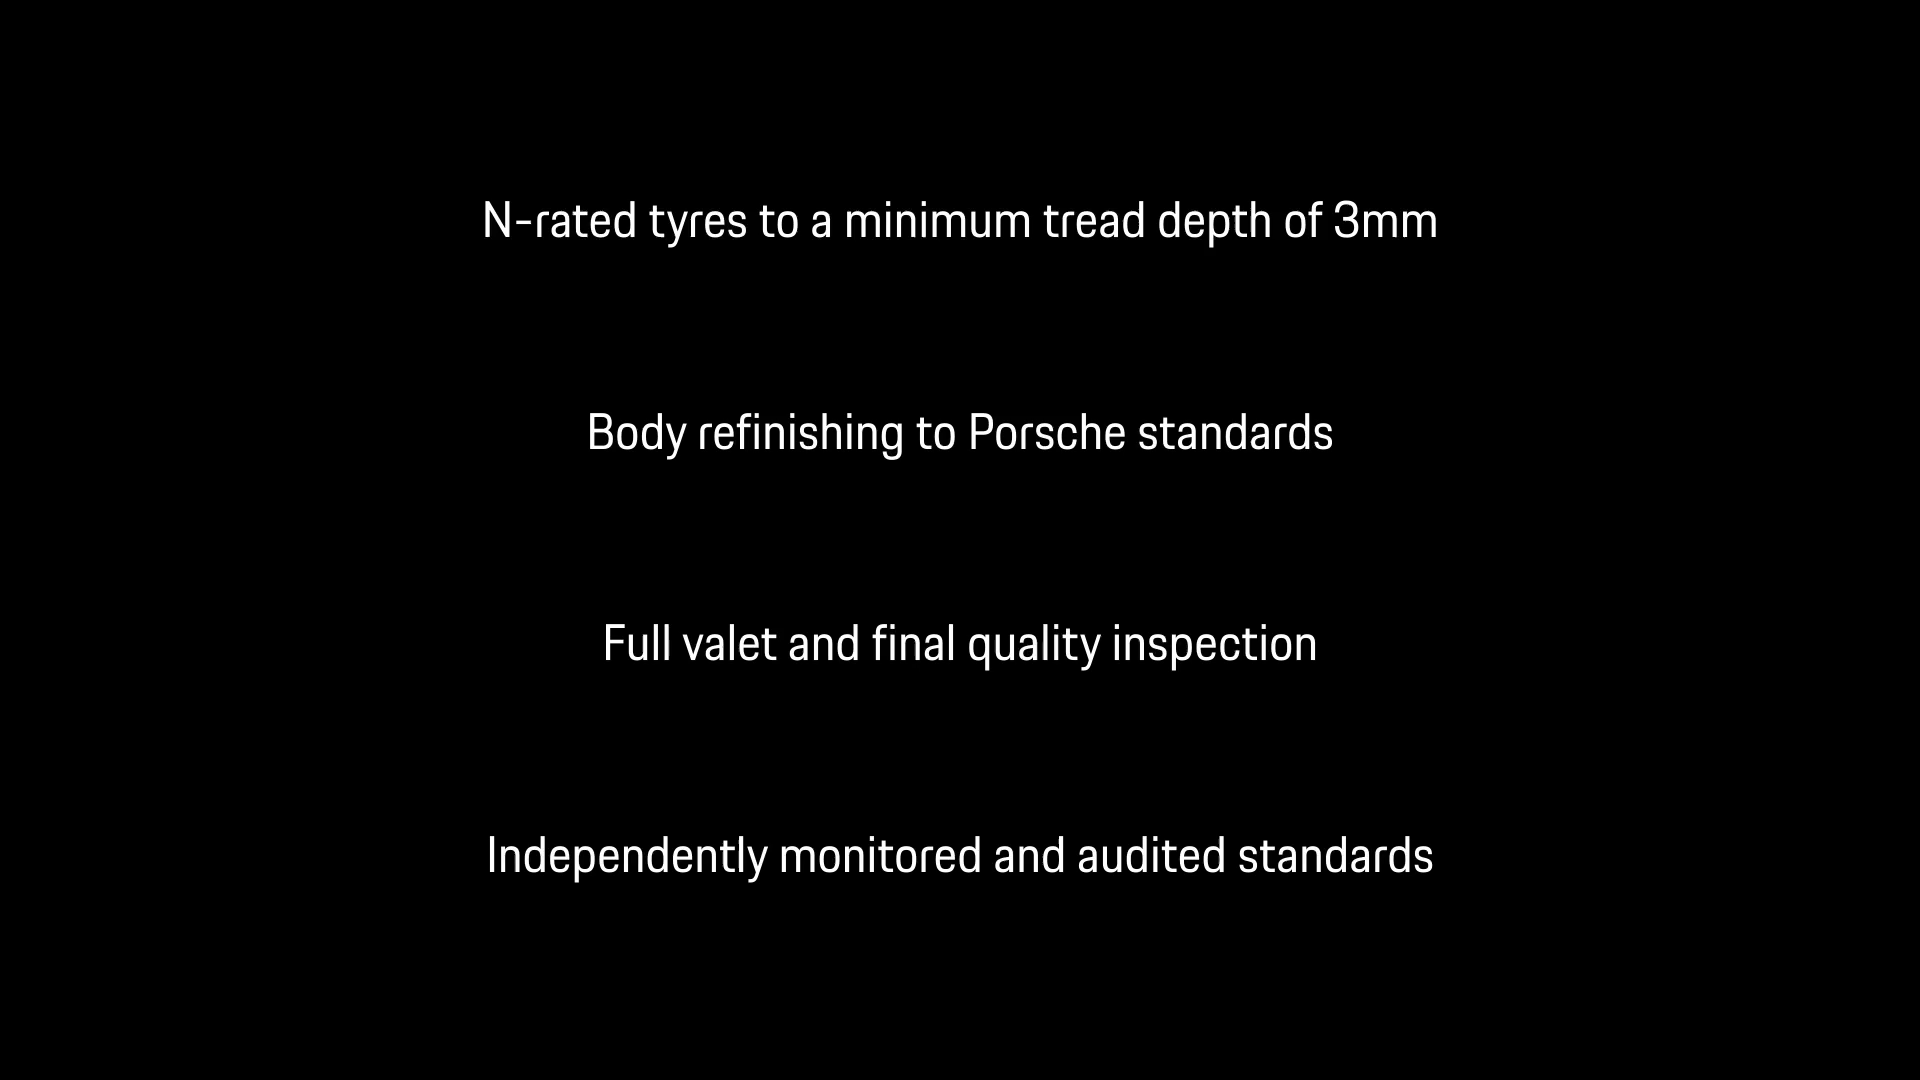 N-rated tyres to a minimum tread depth of 3mm
Body refinishing to Porsche standards
Full valet and final quality inspection
Independently monitored and audited standards